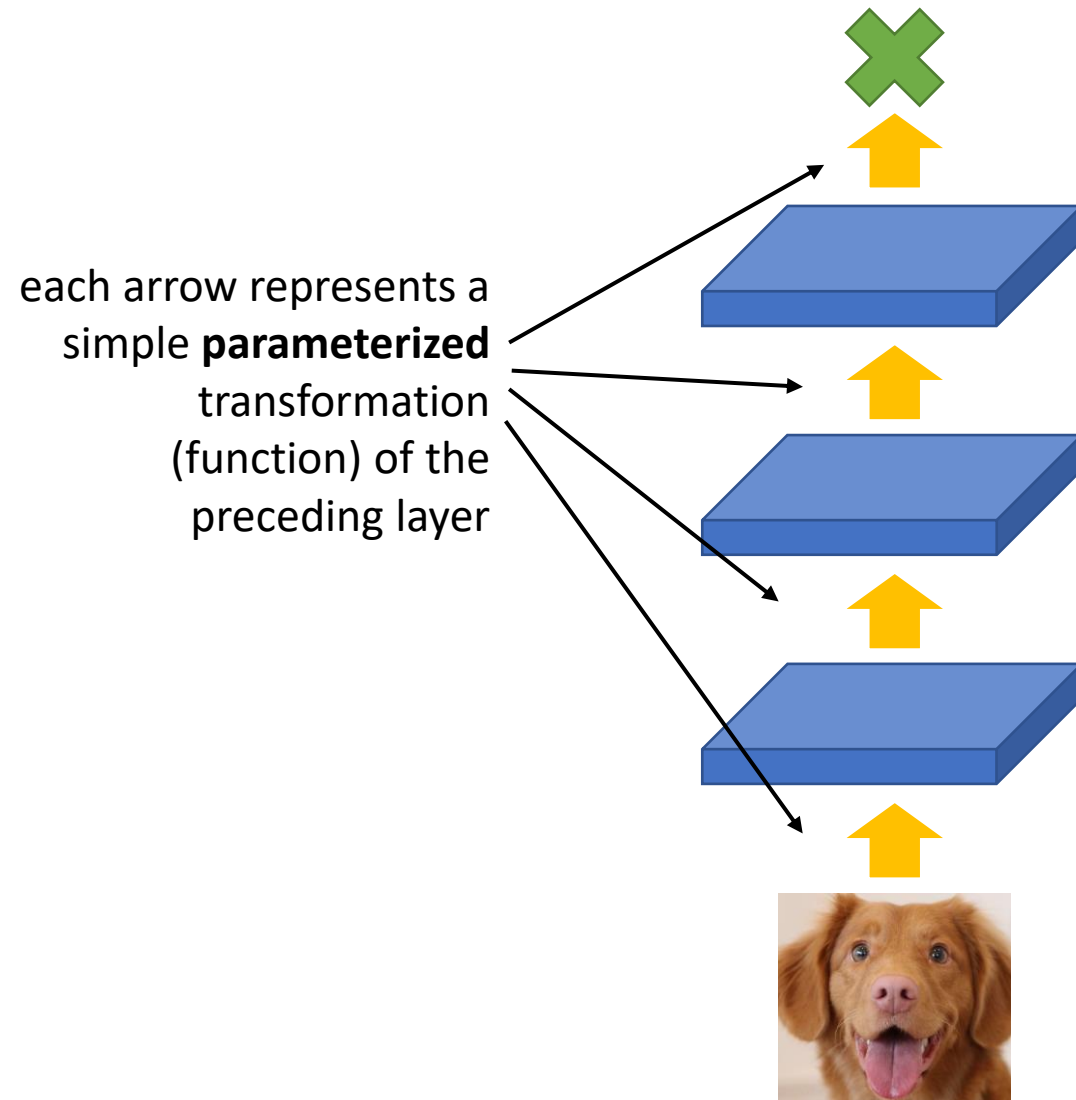 each arrow represents a
simple parameterized
transformation
(function) of the
preceding layer